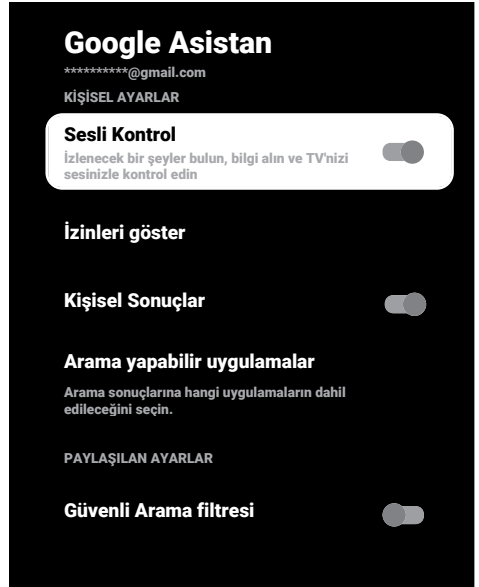 Google Asistan
**********@gmail.com
KİŞİSEL AYARLAR
Sesli Kontrol
İzlenecek bir şeyler bulun, bilgi alın ve TV'nizi
sesinizle kontrol edin
İzinleri göster
Kişisel Sonuçlar
Arama yapabilir uygulamalar
Arama sonuçlarına hangi uygulamaların dahil
edileceğini seçin.
PAYLAŞILAN AYARLAR
Güvenli Arama filtresi